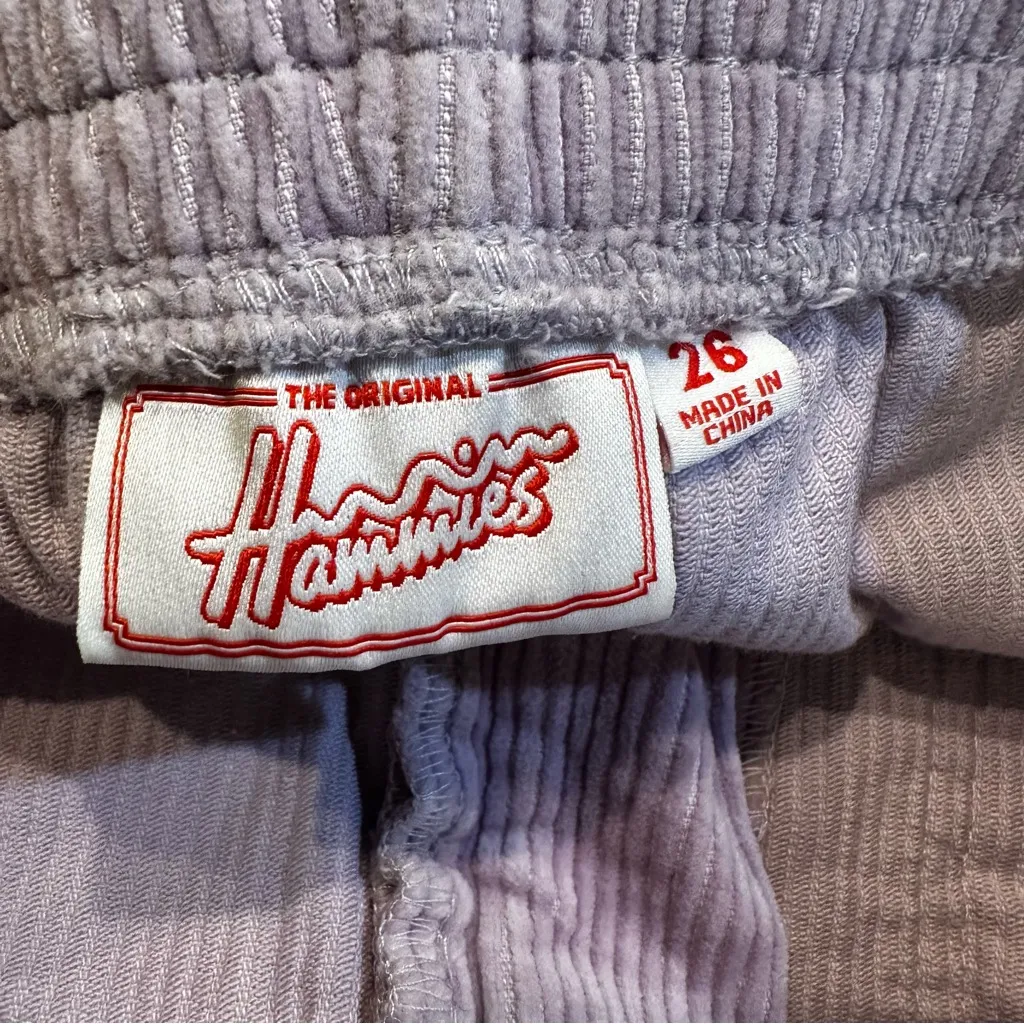 THE ORIGINAL
Hammies
26
MADE IN
CHINA